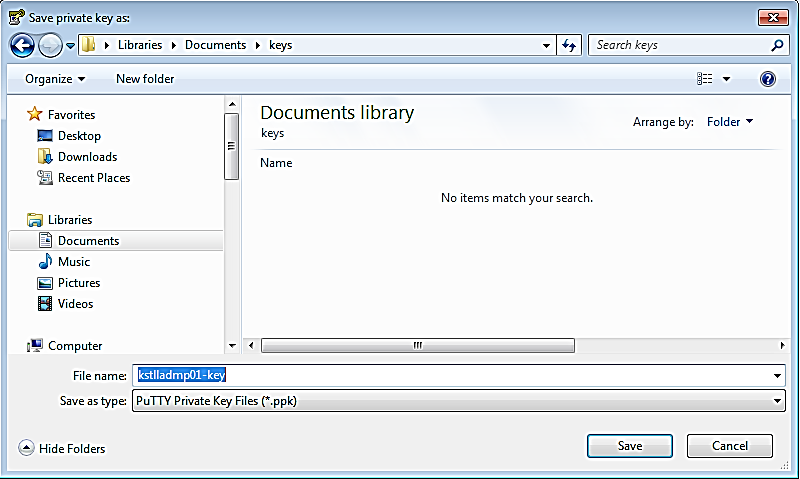 Save private key as:
Libraries Documents keys
Search keys
Organize New folder
Favorites
Desktop
Downloads
Recent Places
Libraries
Documents
Music
Pictures
Videos
Computer
Documents library
keys
Arrange by: Folder
Name
No items match your search.
File name: kstlladmp01-key
Save as type: PuTTY Private Key Files (*.ppk)
Hide Folders
Save Cancel